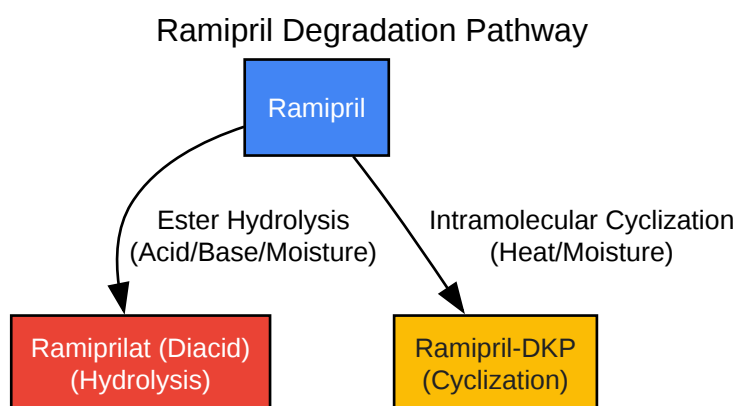 Ramipril Degradation Pathway
Ramipril
Ester Hydrolysis
(Acid/Base/Moisture)
Intramolecular Cyclization
(Heat/Moisture)
Ramiprilat (Diacid)
(Hydrolysis)
Ramipril-DKP
(Cyclization)